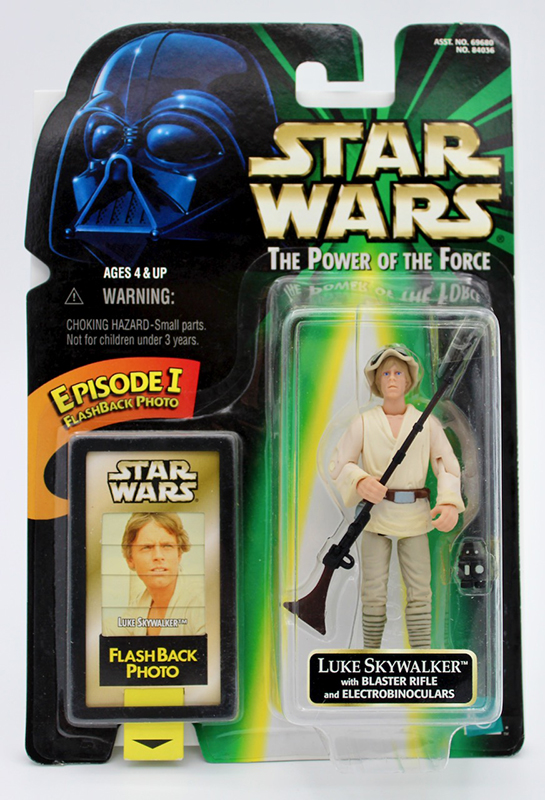 ASST. NO. 69680
NO. 84036
STAR
WARS®
THE POWER OF THE FORCE
AGES 4 & UP
⚠ WARNING:
CHOKING HAZARD-Small parts.
Not for children under 3 years.
EPISODE I
FLASHBACK PHOTO
STAR
WARS
LUKE SKYWALKER™
FLASHBACK
PHOTO
LUKE SKYWALKER™
with BLASTER RIFLE
and ELECTROBINOCULARS